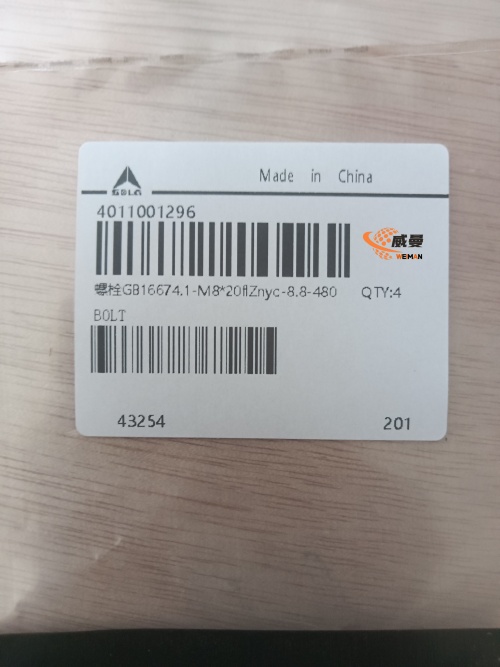 Made in China
SDLG
4011001296
威曼
WEMAN
螺栓GB16674.1-M8*20flZnyc-8.8-480 QTY:4
BOLT
43254 201